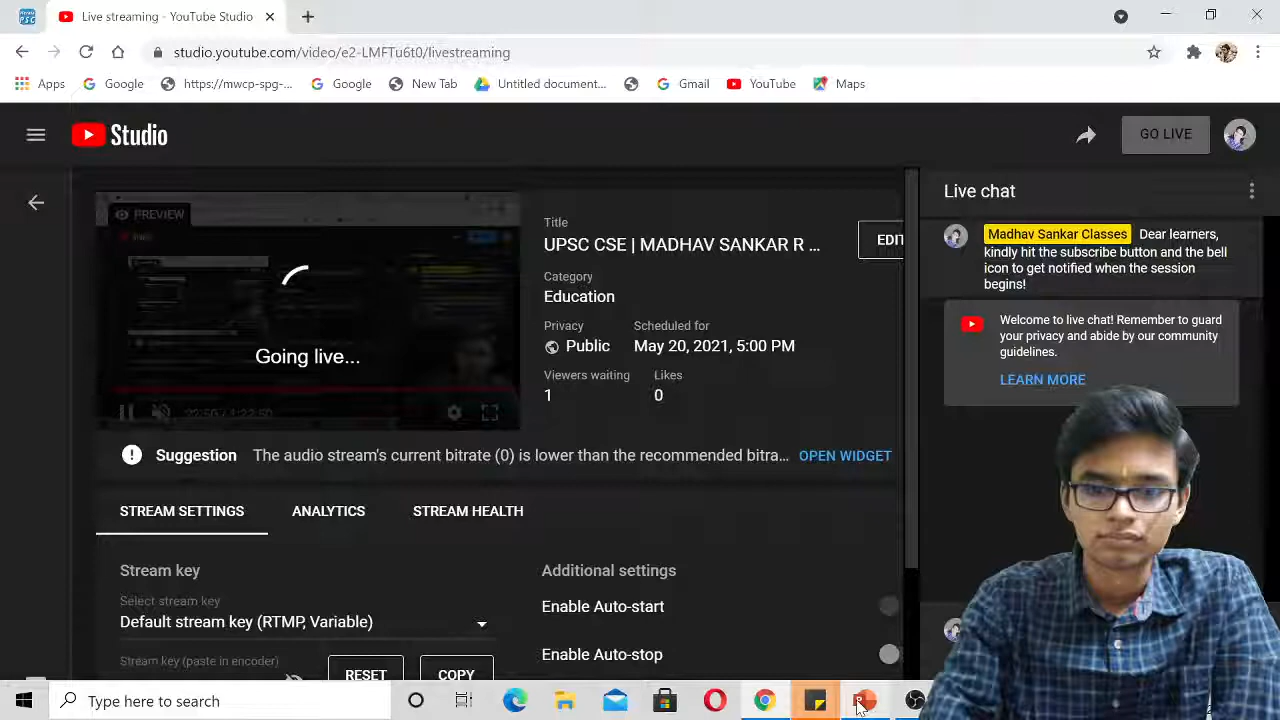 Live streaming - YouTube Studio
studio.youtube.com/video/e2-LMFTu6t0/livestreaming
Apps Google https://mwcp-spg-... Google New Tab Untitled document... Gmail YouTube Maps
Studio
GO LIVE
PREVIEW
Going live...
22:50 / 1:22:50
Title
UPSC CSE | MADHAV SANKAR R ...
EDIT
Category
Education
Privacy
Public
Scheduled for
May 20, 2021, 5:00 PM
Viewers waiting
1
Likes
0
Live chat
Madhav Sankar Classes Dear learners,
kindly hit the subscribe button and the bell
icon to get notified when the session
begins!
Welcome to live chat! Remember to guard
your privacy and abide by our community
guidelines.
LEARN MORE
Suggestion The audio stream's current bitrate (0) is lower than the recommended bitra... OPEN WIDGET
STREAM SETTINGS ANALYTICS STREAM HEALTH
Stream key
Select stream key
Default stream key (RTMP, Variable)
Stream key (paste in encoder)
RESET COPY
Additional settings
Enable Auto-start
Enable Auto-stop
Type here to search